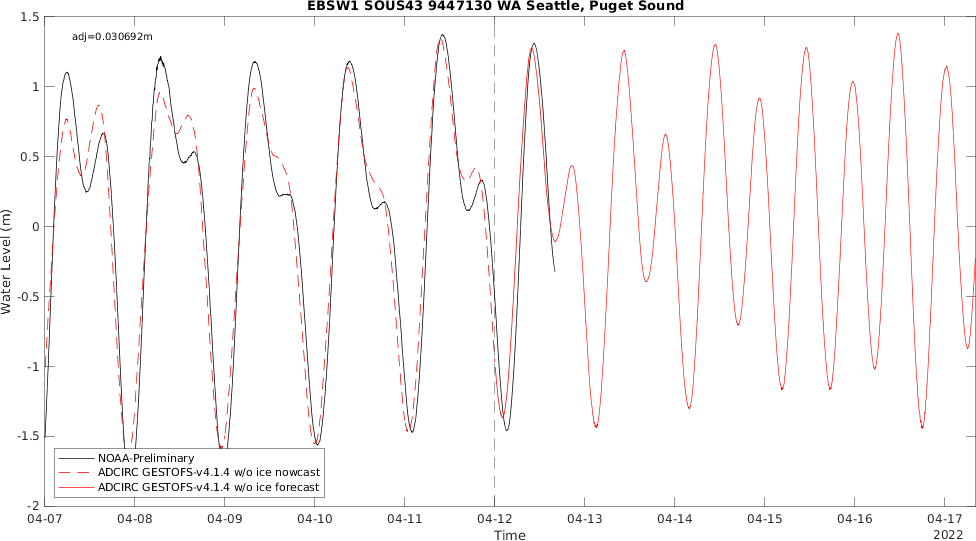 EBSW1 SOUS43 9447130 WA Seattle, Puget Sound
adj=0.030692m
1.5
1
0.5
0
-0.5
-1
-1.5
-2
Water Level (m)
NOAA-Preliminary
ADCIRC GESTOFS-v4.1.4 w/o ice nowcast
ADCIRC GESTOFS-v4.1.4 w/o ice forecast
04-07 04-08 04-09 04-10 04-11 04-12 04-13 04-14 04-15 04-16 04-17
Time
2022